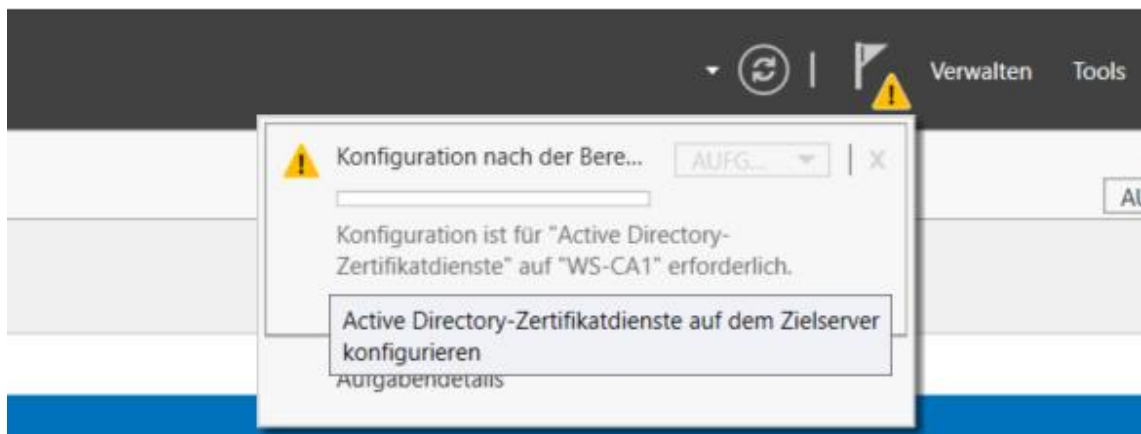 Verwalten Tools
Konfiguration nach der Bere... AUFG... X
AU
Konfiguration ist für "Active Directory-
Zertifikatdienste" auf "WS-CA1" erforderlich.
Active Directory-Zertifikatdienste auf dem Zielserver
konfigurieren
Aufgabendetails